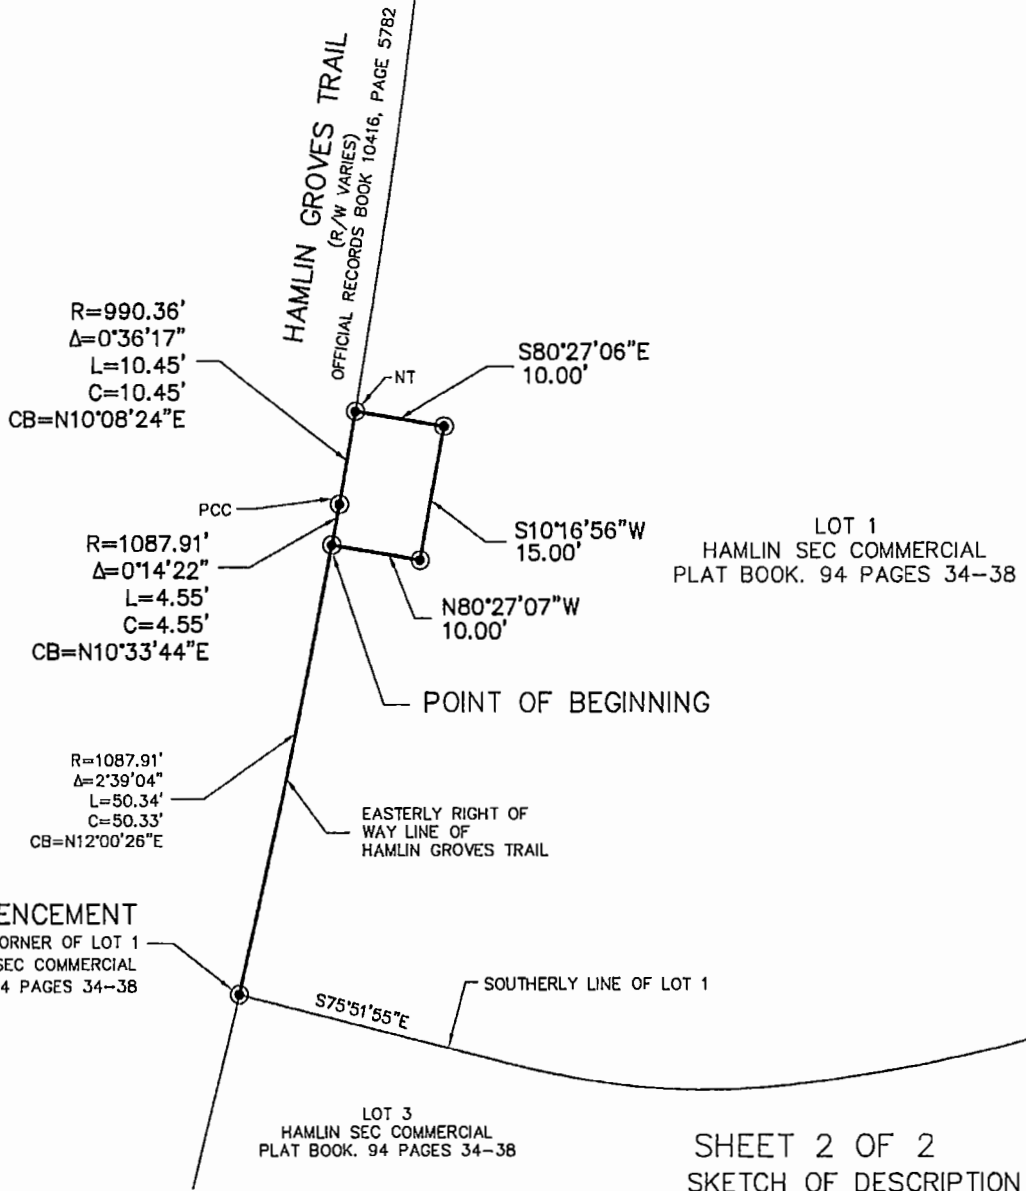 HAMLIN GROVES TRAIL
(R/W VARIES)
OFFICIAL RECORDS BOOK 10416, PAGE 5782
R=990.36'
Δ=0°36'17"
L=10.45'
C=10.45'
CB=N10°08'24"E
NT
S80°27'06"E
10.00'
PCC
R=1087.91'
Δ=0°14'22"
L=4.55'
C=4.55'
CB=N10°33'44"E
S10°16'56"W
15.00'
N80°27'07"W
10.00'
LOT 1
HAMLIN SEC COMMERCIAL
PLAT BOOK. 94 PAGES 34-38
POINT OF BEGINNING
R=1087.91'
Δ=2°39'04"
L=50.34'
C=50.33'
CB=N12°00'26"E
EASTERLY RIGHT OF
WAY LINE OF
HAMLIN GROVES TRAIL
ENCEMENT
ORNER OF LOT 1
SEC COMMERCIAL
4 PAGES 34-38
S75°51'55"E
SOUTHERLY LINE OF LOT 1
LOT 3
HAMLIN SEC COMMERCIAL
PLAT BOOK. 94 PAGES 34-38
SHEET 2 OF 2
SKETCH OF DESCRIPTION